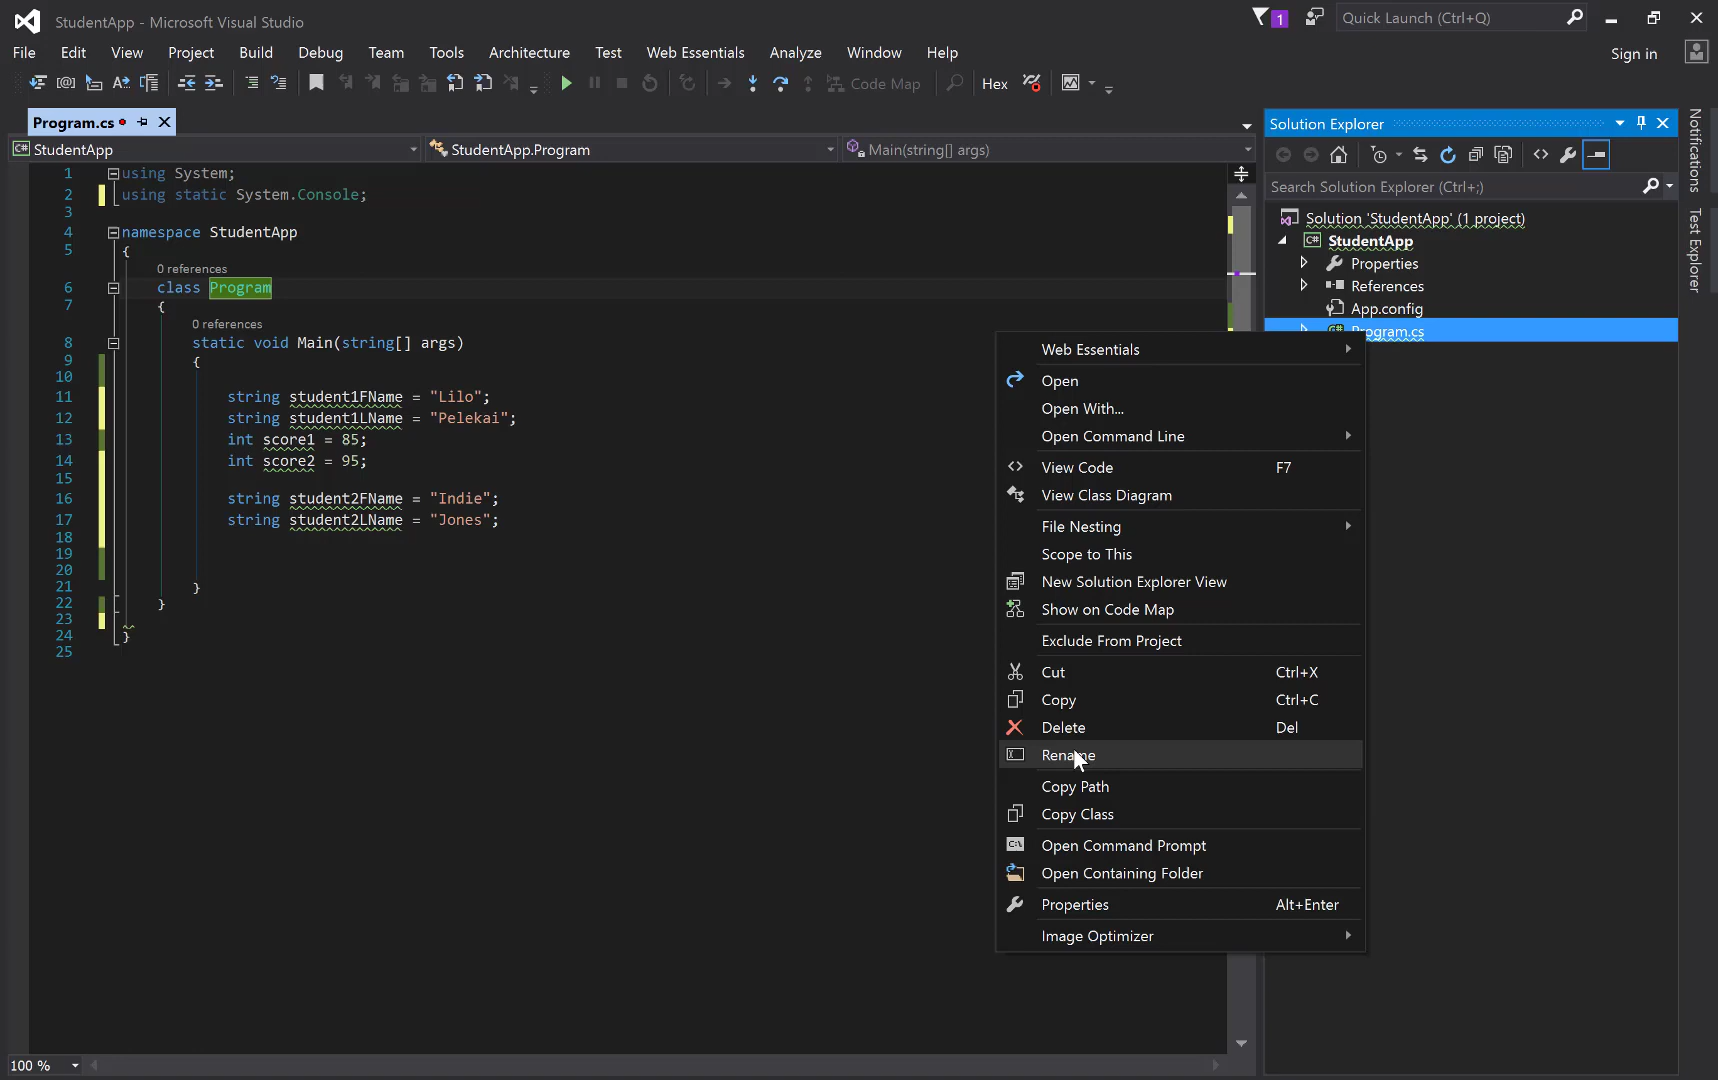 StudentApp - Microsoft Visual Studio
1
Quick Launch (Ctrl+Q)
File Edit View Project Build Debug Team Tools Test Web Essentials Architecture Analyze Window Help
Sign in
Code Map
Hex
Program.cs
StudentApp
StudentApp.Program
Main(string[] args)
1 using System;
2 using static System.Console;
3
4 namespace StudentApp
5 {
0 references
6 class Program
7 {
0 references
8 static void Main(string[] args)
9 {
10
11 string student1FName = "Lilo";
12 string student1LName = "Pelekai";
13 int score1 = 85;
14 int score2 = 95;
15
16 string student2FName = "Indie";
17 string student2LName = "Jones";
18
19
20
21 }
22 }
23
24 }
25
100 %
Web Essentials
Open
Open With...
Open Command Line
View Code F7
View Class Diagram
File Nesting
Scope to This
New Solution Explorer View
Show on Code Map
Exclude From Project
Cut Ctrl+X
Copy Ctrl+C
Delete Del
Rename
Copy Path
Copy Class
Open Command Prompt
Open Containing Folder
Properties Alt+Enter
Image Optimizer
Solution Explorer
Search Solution Explorer (Ctrl+;)
Solution 'StudentApp' (1 project)
C# StudentApp
Properties
References
App.config
Program.cs
Notifications
Test Explorer